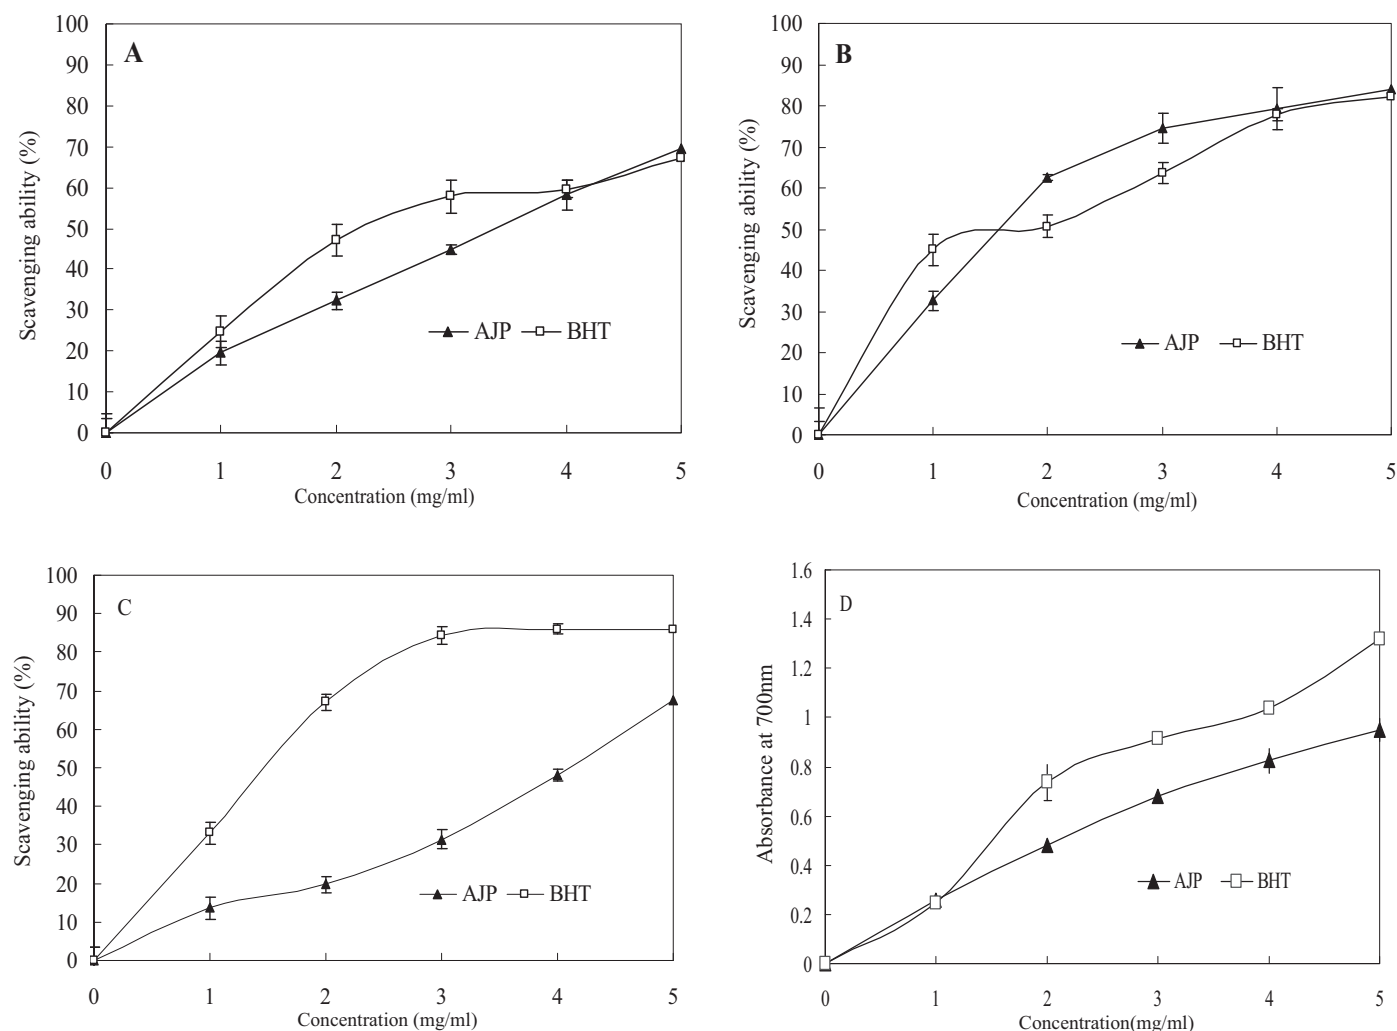 A
Scavenging ability (%)
100
90
80
70
60
50
40
30
20
10
0
0 1 2 3 4 5
Concentration (mg/ml)
AJP BHT
B
Scavenging ability (%)
100
90
80
70
60
50
40
30
20
10
0
0 1 2 3 4 5
Concentration (mg/ml)
AJP BHT
C
Scavenging ability (%)
100
90
80
70
60
50
40
30
20
10
0
0 1 2 3 4 5
Concentration (mg/ml)
AJP BHT
D
Absorbance at 700nm
1.6
1.4
1.2
1
0.8
0.6
0.4
0.2
0
0 1 2 3 4 5
Concentration(mg/ml)
AJP BHT